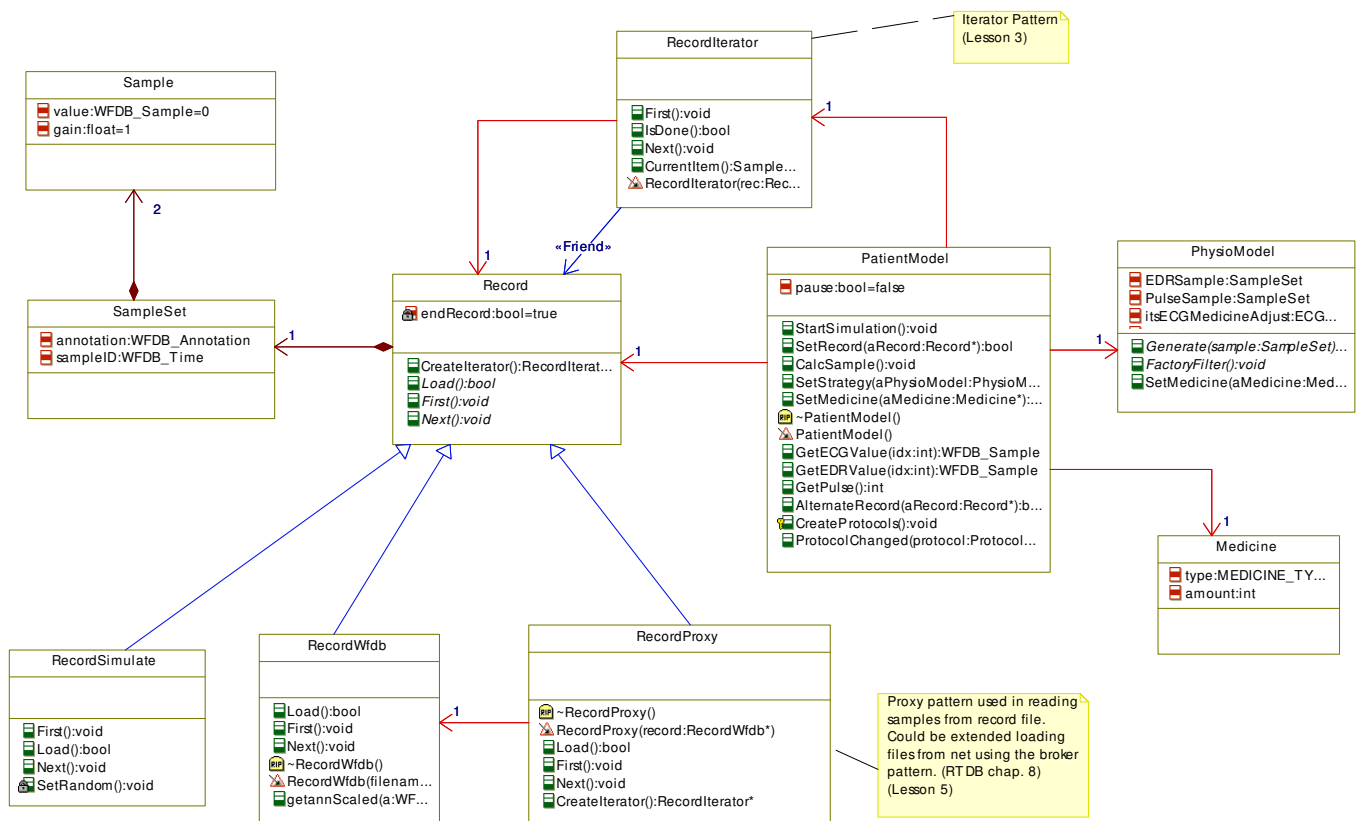 Iterator Pattern
(Lesson 3)
RecordIterator
First():void
IsDone():bool
Next():void
CurrentItem():Sample...
RecordIterator(rec:Rec...
Sample
value:WFDB_Sample=0
gain:float=1
2
1
1
«Friend»
1
SampleSet
annotation:WFDB_Annotation
sampleID:WFDB_Time
1
Record
endRecord:bool=true
CreateIterator():RecordIterat...
Load():bool
First():void
Next():void
1
PatientModel
pause:bool=false
StartSimulation():void
SetRecord(aRecord:Record*):bool
CalcSample():void
SetStrategy(aPhysioModel:PhysioM...
SetMedicine(aMedicine:Medicine*):...
RIP ~PatientModel()
PatientModel()
GetECGValue(idx:int):WFDB_Sample
GetEDRValue(idx:int):WFDB_Sample
GetPulse():int
AlternateRecord(aRecord:Record*):b...
CreateProtocols():void
ProtocolChanged(protocol:Protocol...
1
PhysioModel
EDRSample:SampleSet
PulseSample:SampleSet
itsECGMedicineAdjust:ECG...
Generate(sample:SampleSet)...
FactoryFilter():void
SetMedicine(aMedicine:Med...
Medicine
type:MEDICINE_TY...
amount:int
RecordSimulate
First():void
Load():bool
Next():void
SetRandom():void
RecordWfdb
Load():bool
First():void
Next():void
RIP ~RecordWfdb()
RecordWfdb(filenam...
getannScaled(a:WF...
1
RecordProxy
RIP ~RecordProxy()
RecordProxy(record:RecordWfdb*)
Load():bool
First():void
Next():void
CreateIterator():RecordIterator*
Proxy pattern used in reading
samples from record file.
Could be extended loading
files from net using the broker
pattern. (RTDB chap. 8)
(Lesson 5)